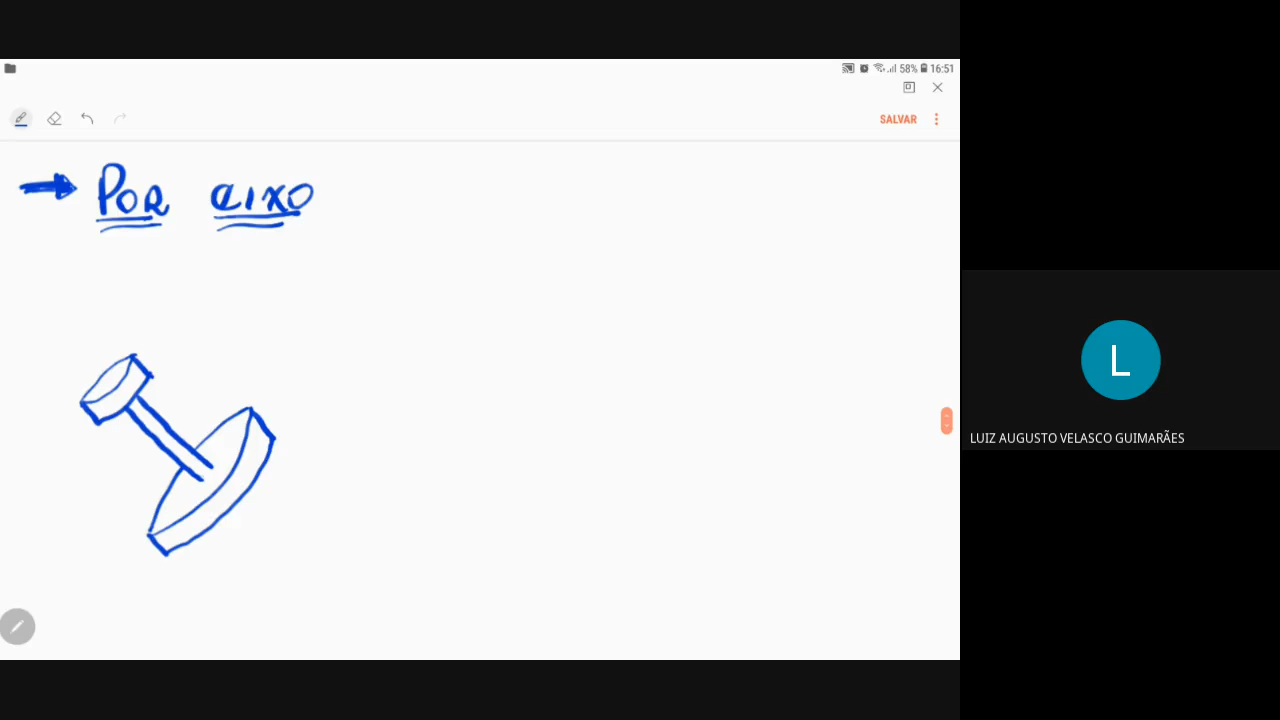 58% 16:51
SALVAR
→ POR EIXO
L
LUIZ AUGUSTO VELASCO GUIMARÃES